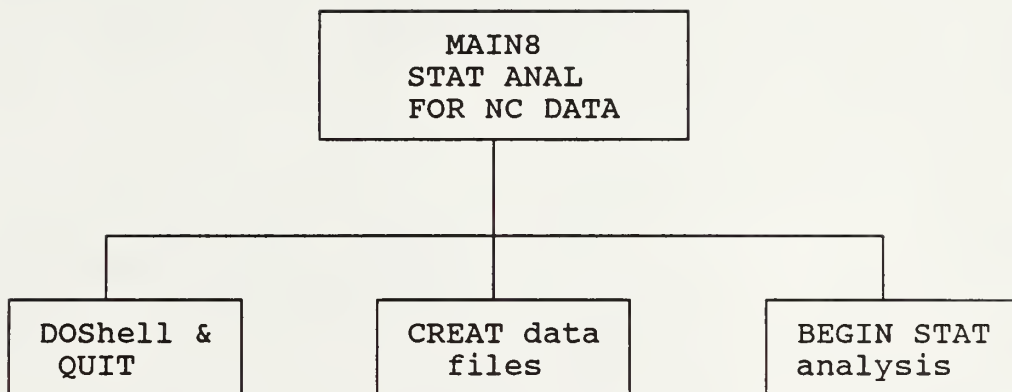 MAIN8
STAT ANAL
FOR NC DATA
DOShell &
QUIT
CREAT data
files
BEGIN STAT
analysis